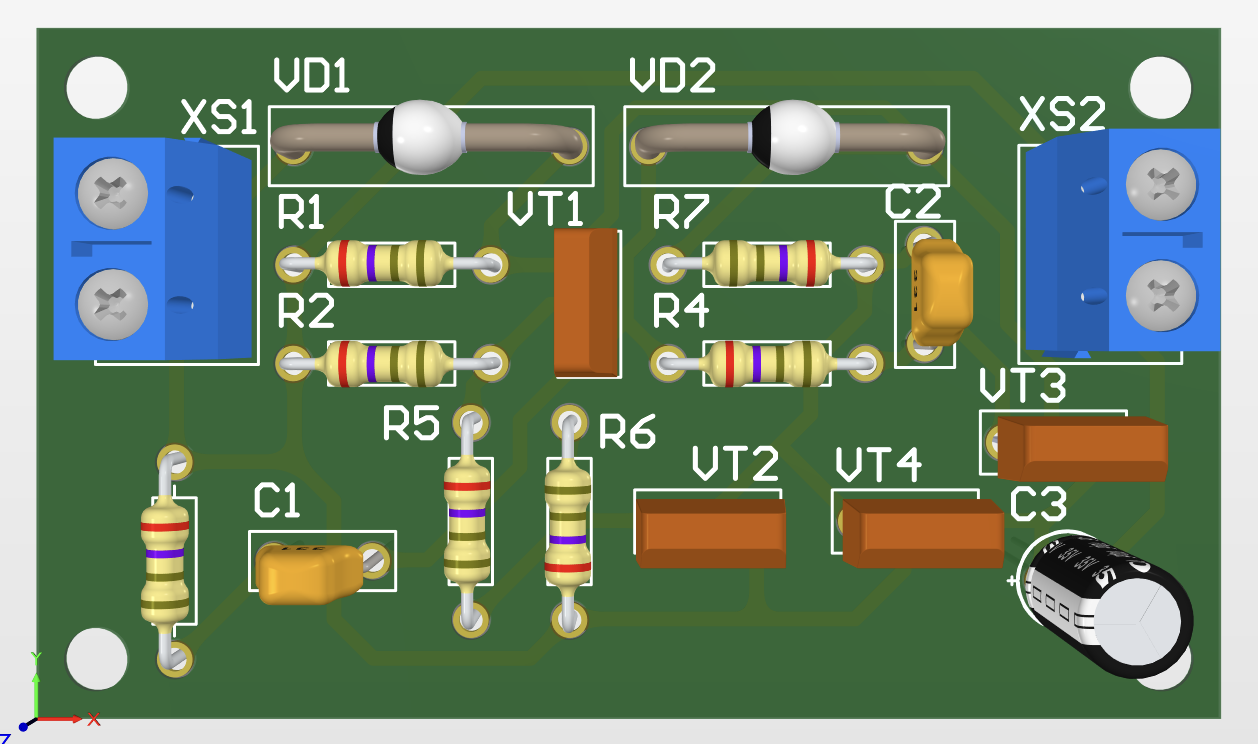 VD1
VD2
XS1
XS2
R1
VT1
R7
C2
R2
R4
VT3
R5
R6
C1
VT2
VT4
C3
+
Y
X
Z